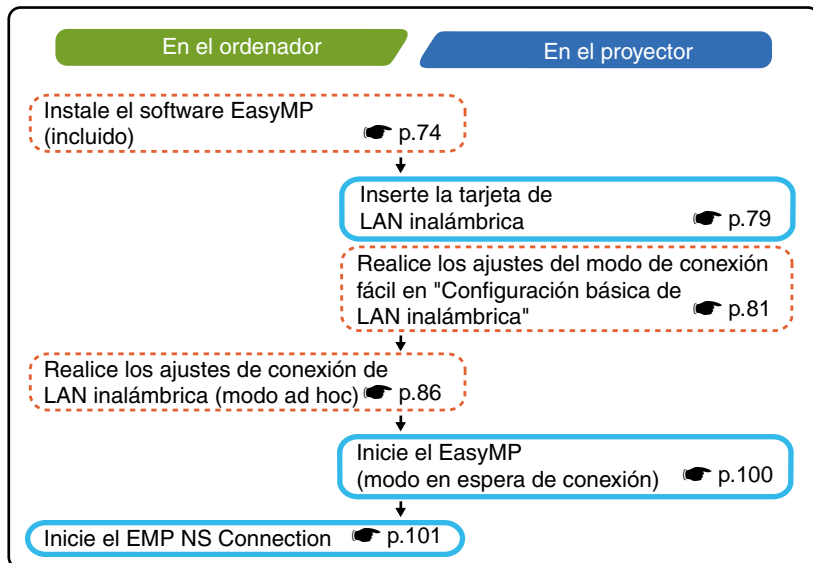 En el ordenador
En el proyector
Instale el software EasyMP
(incluido) ☛ p.74
Inserte la tarjeta de
LAN inalámbrica ☛ p.79
Realice los ajustes del modo de conexión
fácil en "Configuración básica de
LAN inalámbrica" ☛ p.81
Realice los ajustes de conexión de
LAN inalámbrica (modo ad hoc) ☛ p.86
Inicie el EasyMP
(modo en espera de conexión) ☛ p.100
Inicie el EMP NS Connection ☛ p.101